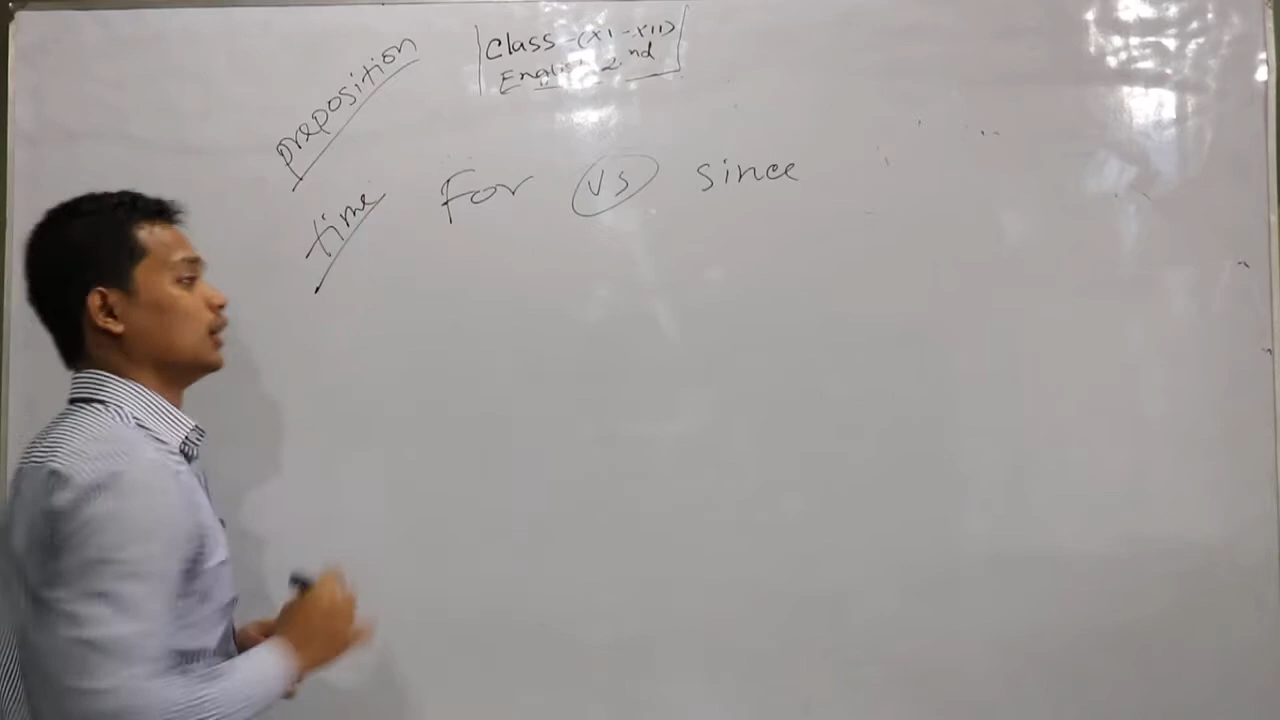 Class-(XI-XII)
English 2nd
preposition
time
For vs since